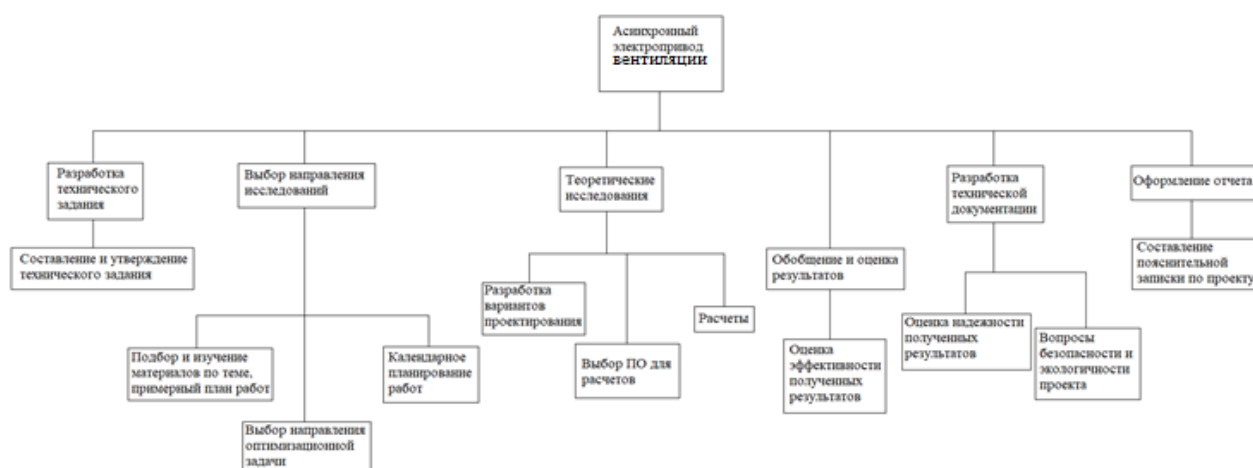 Асинхронный
электропривод
вентиляции
Разработка
технического
задания
Выбор направления
исследований
Теоретические
исследования
Разработка
технической
документации
Оформление отчета
Составление и утверждение
технического задания
Обобщение и оценка
результатов
Составление
пояснительной
записки по проекту
Разработка
вариантов
проектирования
Расчеты
Подбор и изучение
материалов по теме,
примерный план работ
Календарное
планирование
работ
Выбор ПО для
расчетов
Оценка
эффективности
полученных
результатов
Оценка надежности
полученных
результатов
Вопросы
безопасности и
экологичности
проекта
Выбор направления
оптимизационной
задачи